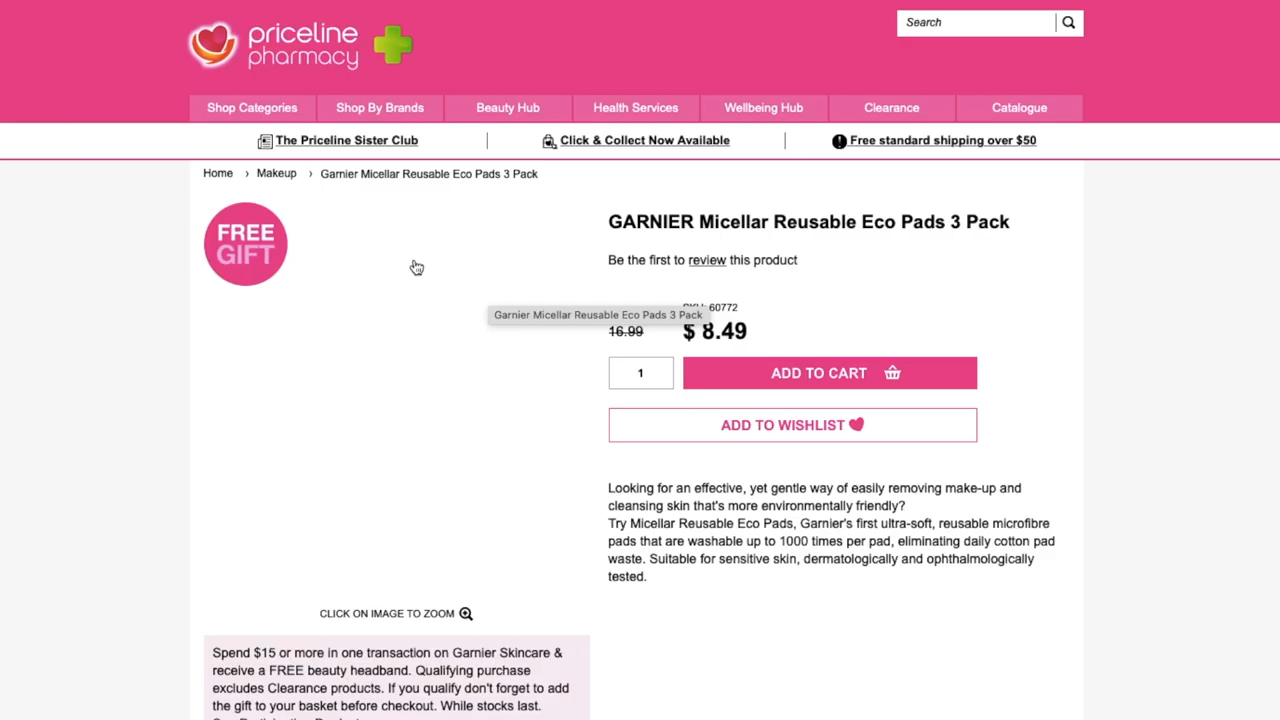 priceline
pharmacy
Search
Shop Categories
Shop By Brands
Beauty Hub
Health Services
Wellbeing Hub
Clearance
Catalogue
The Priceline Sister Club
Click & Collect Now Available
Free standard shipping over $50
Home › Makeup › Garnier Micellar Reusable Eco Pads 3 Pack
FREE
GIFT
GARNIER Micellar Reusable Eco Pads 3 Pack
Be the first to review this product
60772
Garnier Micellar Reusable Eco Pads 3 Pack
16.99
$ 8.49
1
ADD TO CART
ADD TO WISHLIST
Looking for an effective, yet gentle way of easily removing make-up and
cleansing skin that's more environmentally friendly?
Try Micellar Reusable Eco Pads, Garnier's first ultra-soft, reusable microfibre
pads that are washable up to 1000 times per pad, eliminating daily cotton pad
waste. Suitable for sensitive skin, dermatologically and ophthalmologically
tested.
CLICK ON IMAGE TO ZOOM
Spend $15 or more in one transaction on Garnier Skincare &
receive a FREE beauty headband. Qualifying purchase
excludes Clearance products. If you qualify don't forget to add
the gift to your basket before checkout. While stocks last.